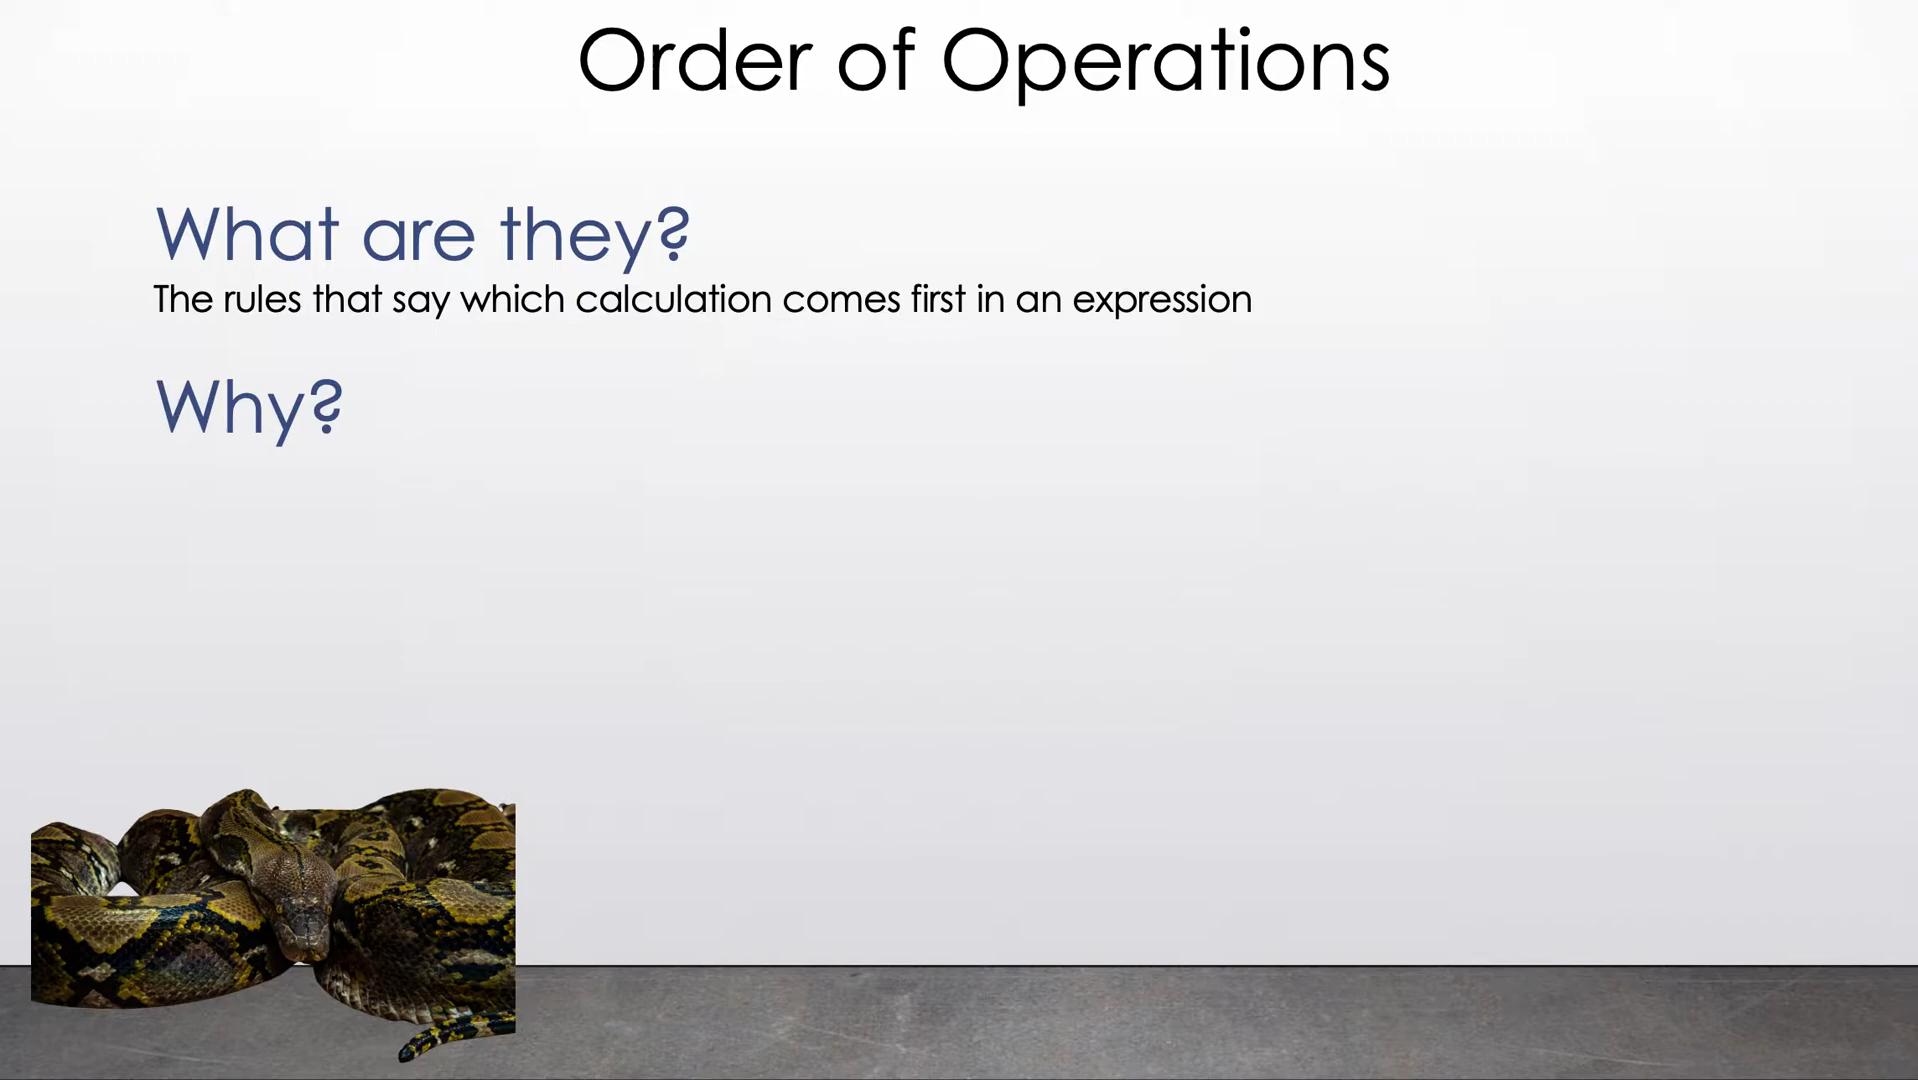 Order of Operations
What are they?
The rules that say which calculation comes first in an expression
Why?